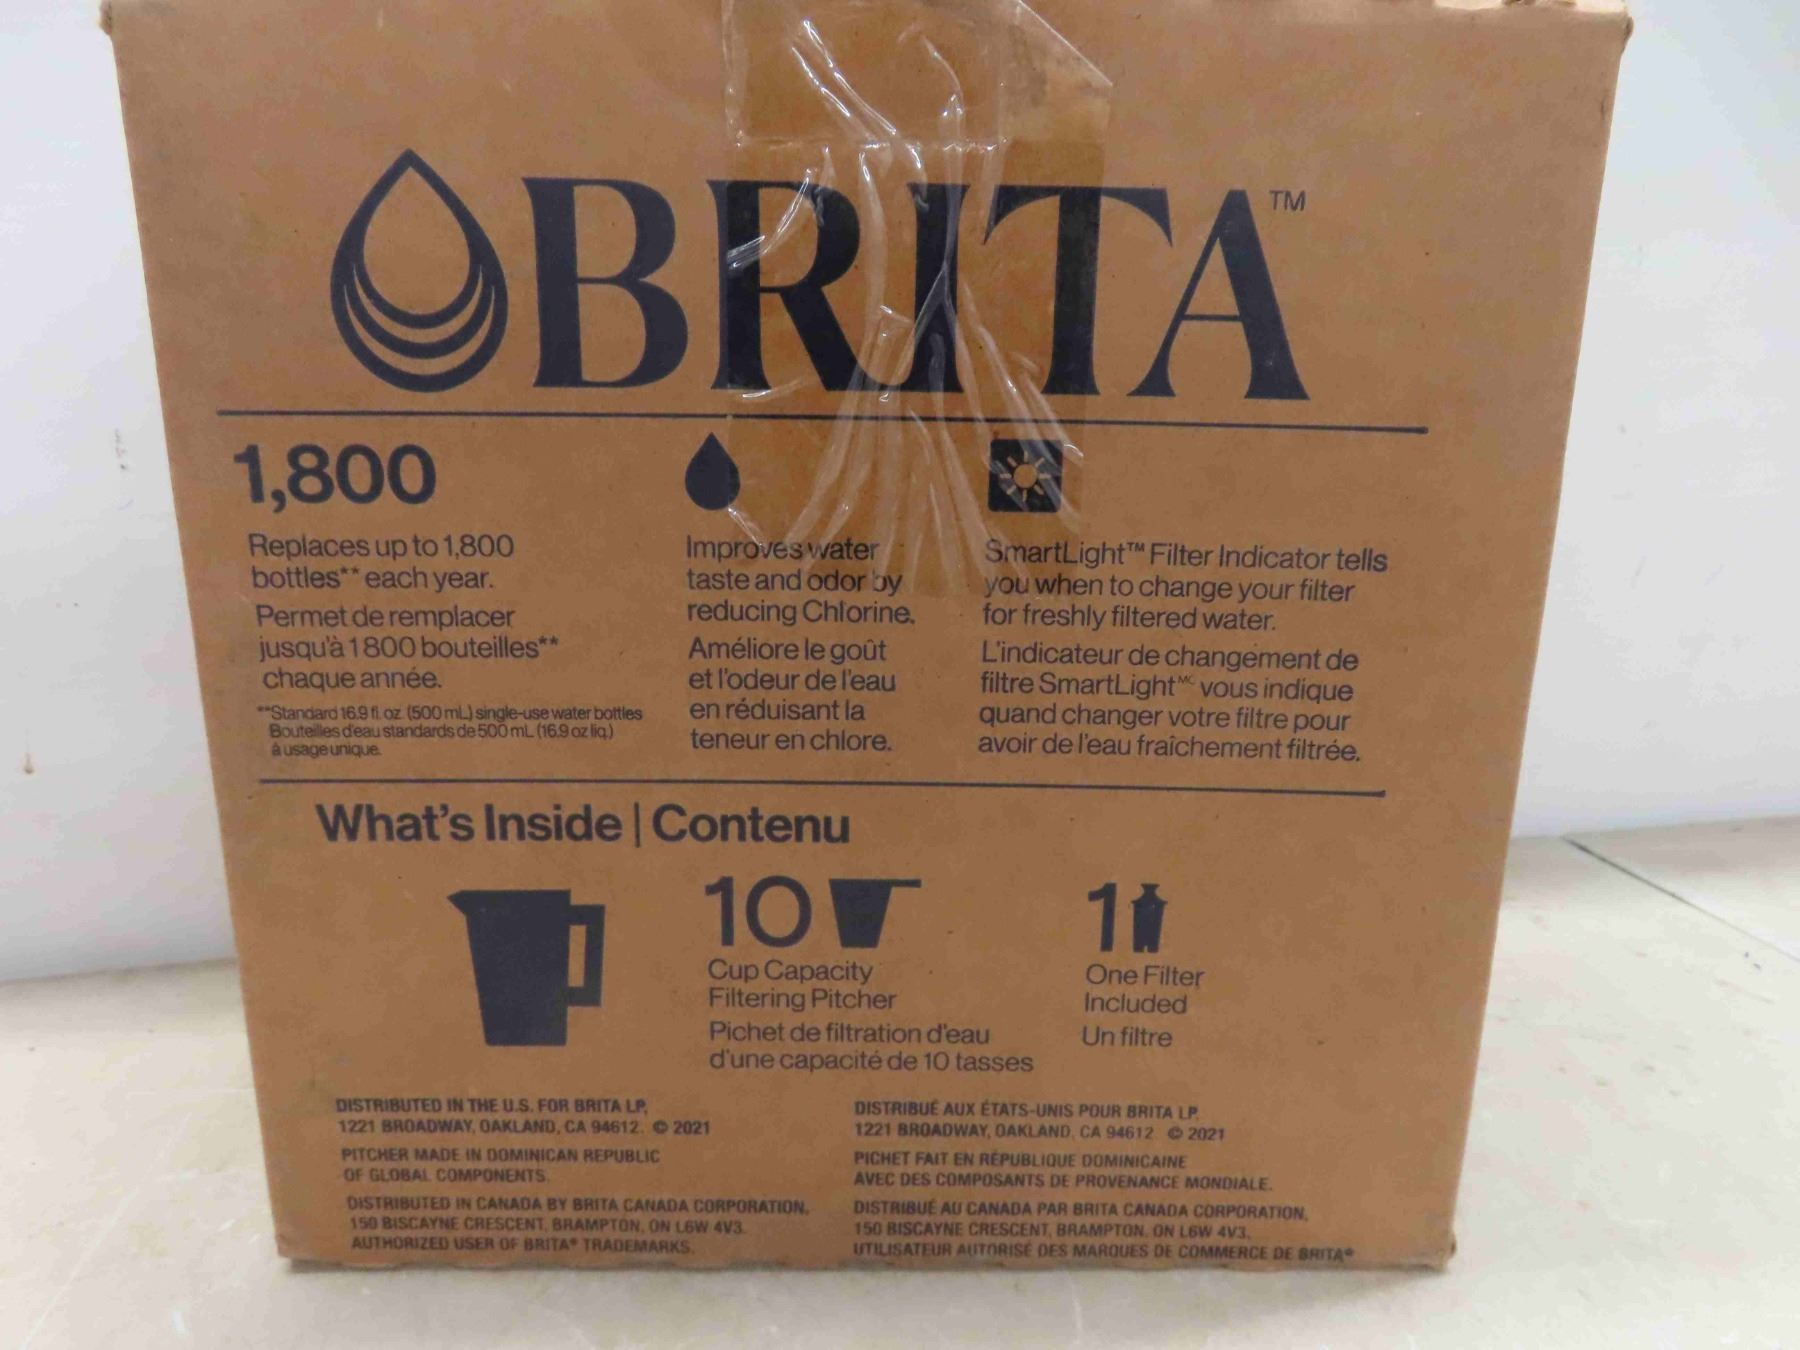 BRITA™
1,800
Replaces up to 1,800
bottles** each year.
Permet de remplacer
jusqu'à 1 800 bouteilles**
chaque année.
**Standard 16.9 fl. oz. (500 mL) single-use water bottles
Bouteilles d'eau standards de 500 mL (16.9 oz liq.)
à usage unique.
Improves water
taste and odor by
reducing Chlorine.
Améliore le goût
et l'odeur de l'eau
en réduisant la
teneur en chlore.
SmartLight™ Filter Indicator tells
you when to change your filter
for freshly filtered water.
L'indicateur de changement de
filtre SmartLight ᴹᶜ vous indique
quand changer votre filtre pour
avoir de l'eau fraîchement filtrée.
What's Inside | Contenu
10
Cup Capacity
Filtering Pitcher
Pichet de filtration d'eau
d'une capacité de 10 tasses
1
One Filter
Included
Un filtre
DISTRIBUTED IN THE U.S. FOR BRITA LP,
1221 BROADWAY, OAKLAND, CA 94612. © 2021
PITCHER MADE IN DOMINICAN REPUBLIC
OF GLOBAL COMPONENTS.
DISTRIBUTED IN CANADA BY BRITA CANADA CORPORATION,
150 BISCAYNE CRESCENT, BRAMPTON, ON L6W 4V3.
AUTHORIZED USER OF BRITA® TRADEMARKS.
DISTRIBUÉ AUX ÉTATS-UNIS POUR BRITA LP,
1221 BROADWAY, OAKLAND, CA 94612 © 2021
PICHET FAIT EN RÉPUBLIQUE DOMINICAINE
AVEC DES COMPOSANTS DE PROVENANCE MONDIALE.
DISTRIBUÉ AU CANADA PAR BRITA CANADA CORPORATION,
150 BISCAYNE CRESCENT, BRAMPTON, ON L6W 4V3.
UTILISATEUR AUTORISÉ DES MARQUES DE COMMERCE DE BRITA®